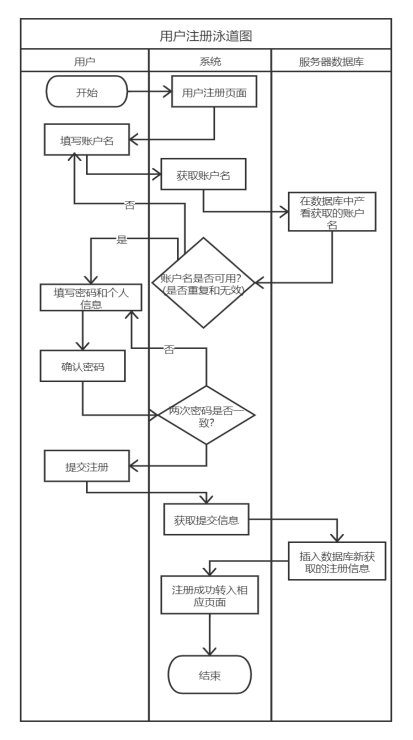 用户注册泳道图
用户
系统
服务器数据库
开始
用户注册页面
填写账户名
获取账户名
在数据库中产
看获取的账户
名
否
是
账户名是否可用？
(是否重复和无效)
填写密码和个人
信息
否
确认密码
两次密码是否一
致？
提交注册
获取提交信息
插入数据库新获
取的注册信息
注册成功转入相
应页面
结束